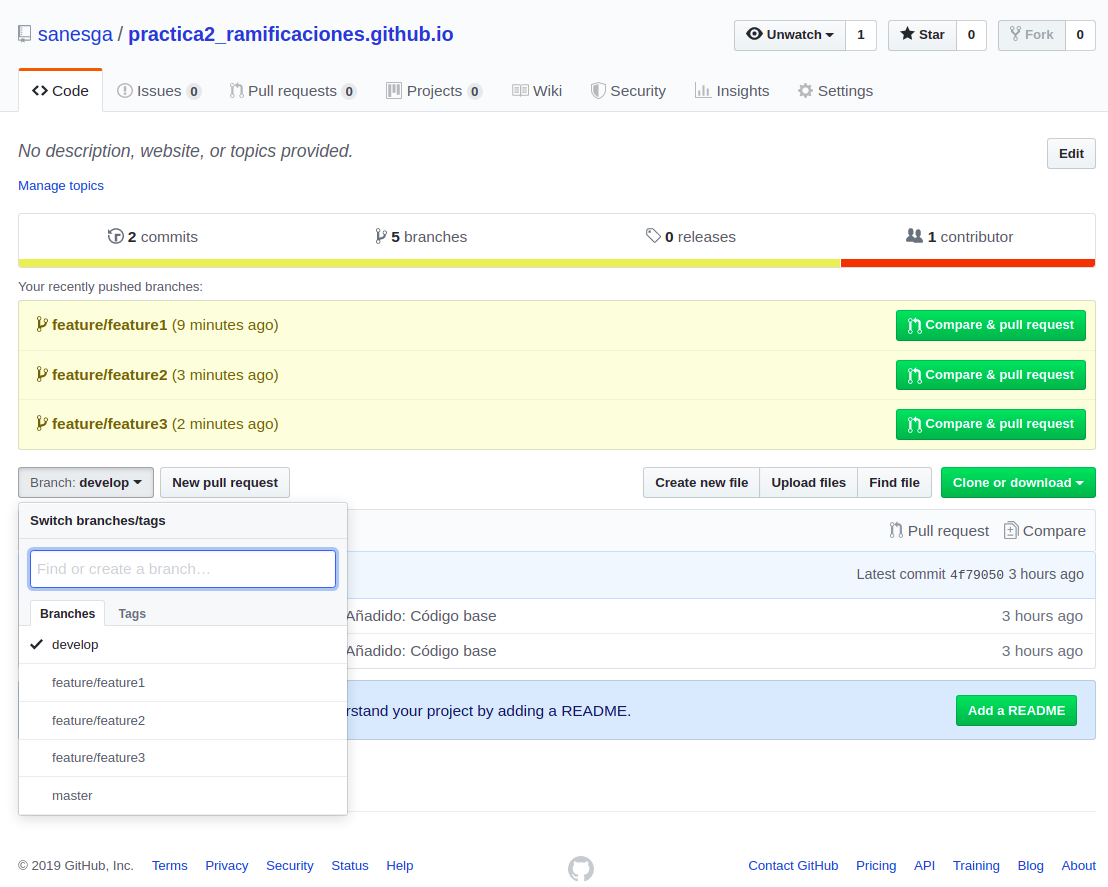 sanesga / practica2_ramificaciones.github.io
Unwatch 1 Star 0 Fork 0
Code Issues 0 Pull requests 0 Projects 0 Wiki Security Insights Settings
No description, website, or topics provided.
Edit
Manage topics
2 commits 5 branches 0 releases 1 contributor
Your recently pushed branches:
feature/feature1 (9 minutes ago) Compare & pull request
feature/feature2 (3 minutes ago) Compare & pull request
feature/feature3 (2 minutes ago) Compare & pull request
Branch: develop New pull request Create new file Upload files Find file Clone or download
Switch branches/tags
Pull request Compare
Find or create a branch…
Latest commit 4f79050 3 hours ago
Branches Tags
Añadido: Código base 3 hours ago
develop
Añadido: Código base 3 hours ago
feature/feature1
rstand your project by adding a README. Add a README
feature/feature2
feature/feature3
master
© 2019 GitHub, Inc. Terms Privacy Security Status Help Contact GitHub Pricing API Training Blog About